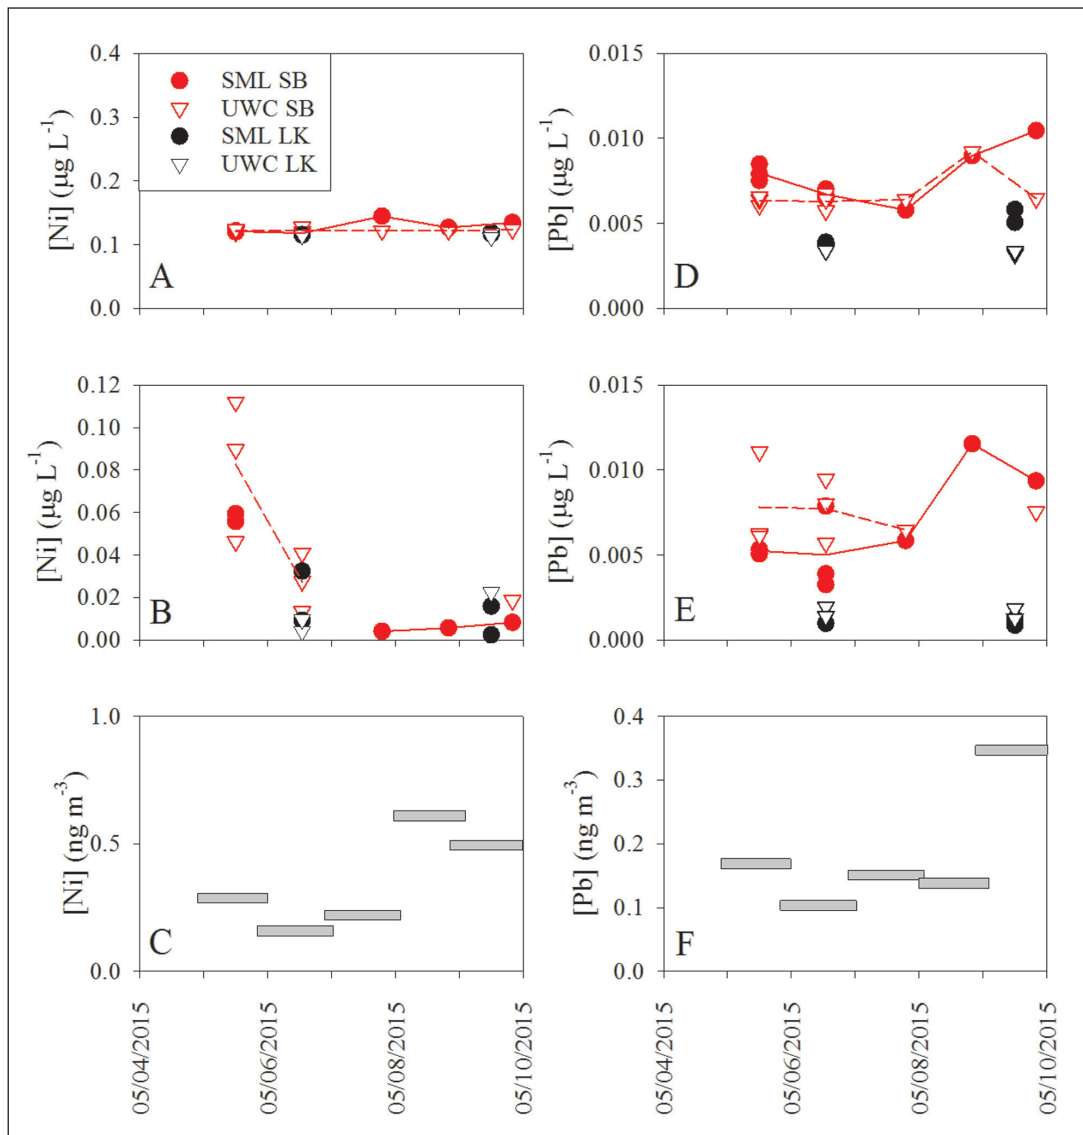 [Ni] (µg L-1)
0.4
0.3
0.2
0.1
0.0
SML SB
UWC SB
SML LK
UWC LK
A
[Pb] (µg L-1)
0.015
0.010
0.005
0.000
D
[Ni] (µg L-1)
0.12
0.10
0.08
0.06
0.04
0.02
0.00
B
[Pb] (µg L-1)
0.015
0.010
0.005
0.000
E
[Ni] (ng m-3)
1.0
0.5
0.0
C
05/04/2015
05/06/2015
05/08/2015
05/10/2015
[Pb] (ng m-3)
0.4
0.3
0.2
0.1
0.0
F
05/04/2015
05/06/2015
05/08/2015
05/10/2015